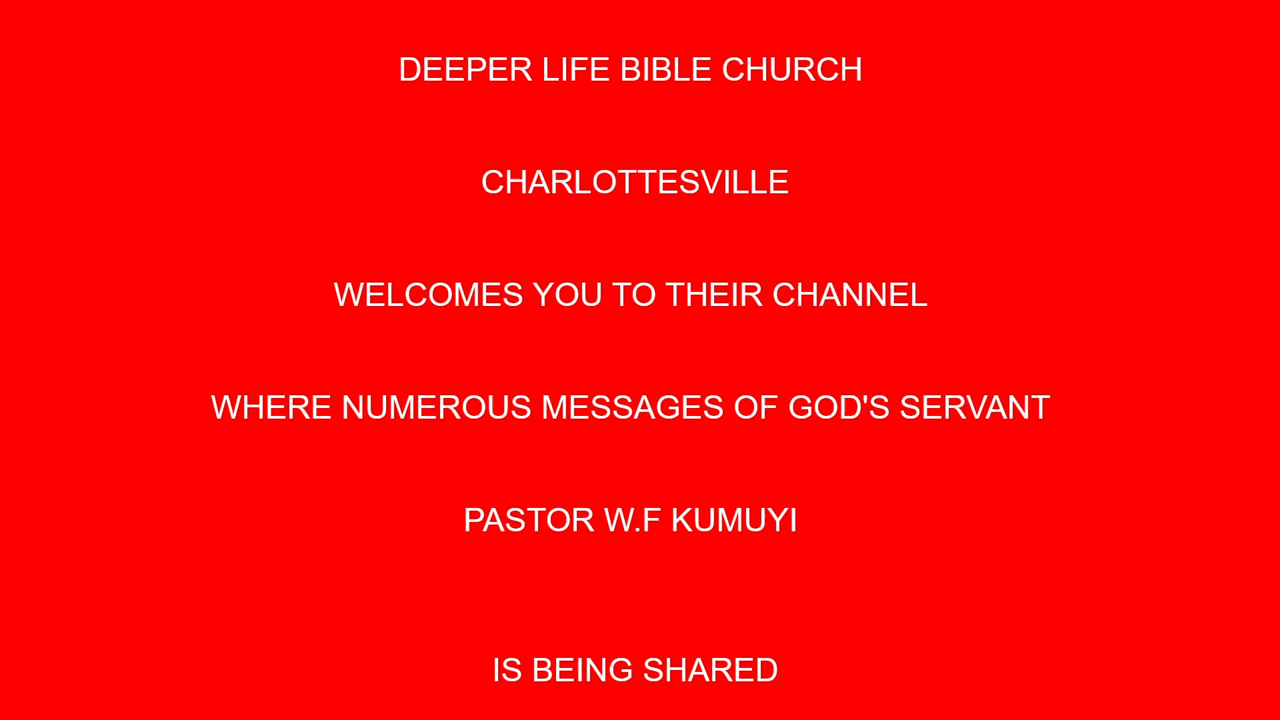 DEEPER LIFE BIBLE CHURCH
CHARLOTTESVILLE
WELCOMES YOU TO THEIR CHANNEL
WHERE NUMEROUS MESSAGES OF GOD'S SERVANT
PASTOR W.F KUMUYI
IS BEING SHARED